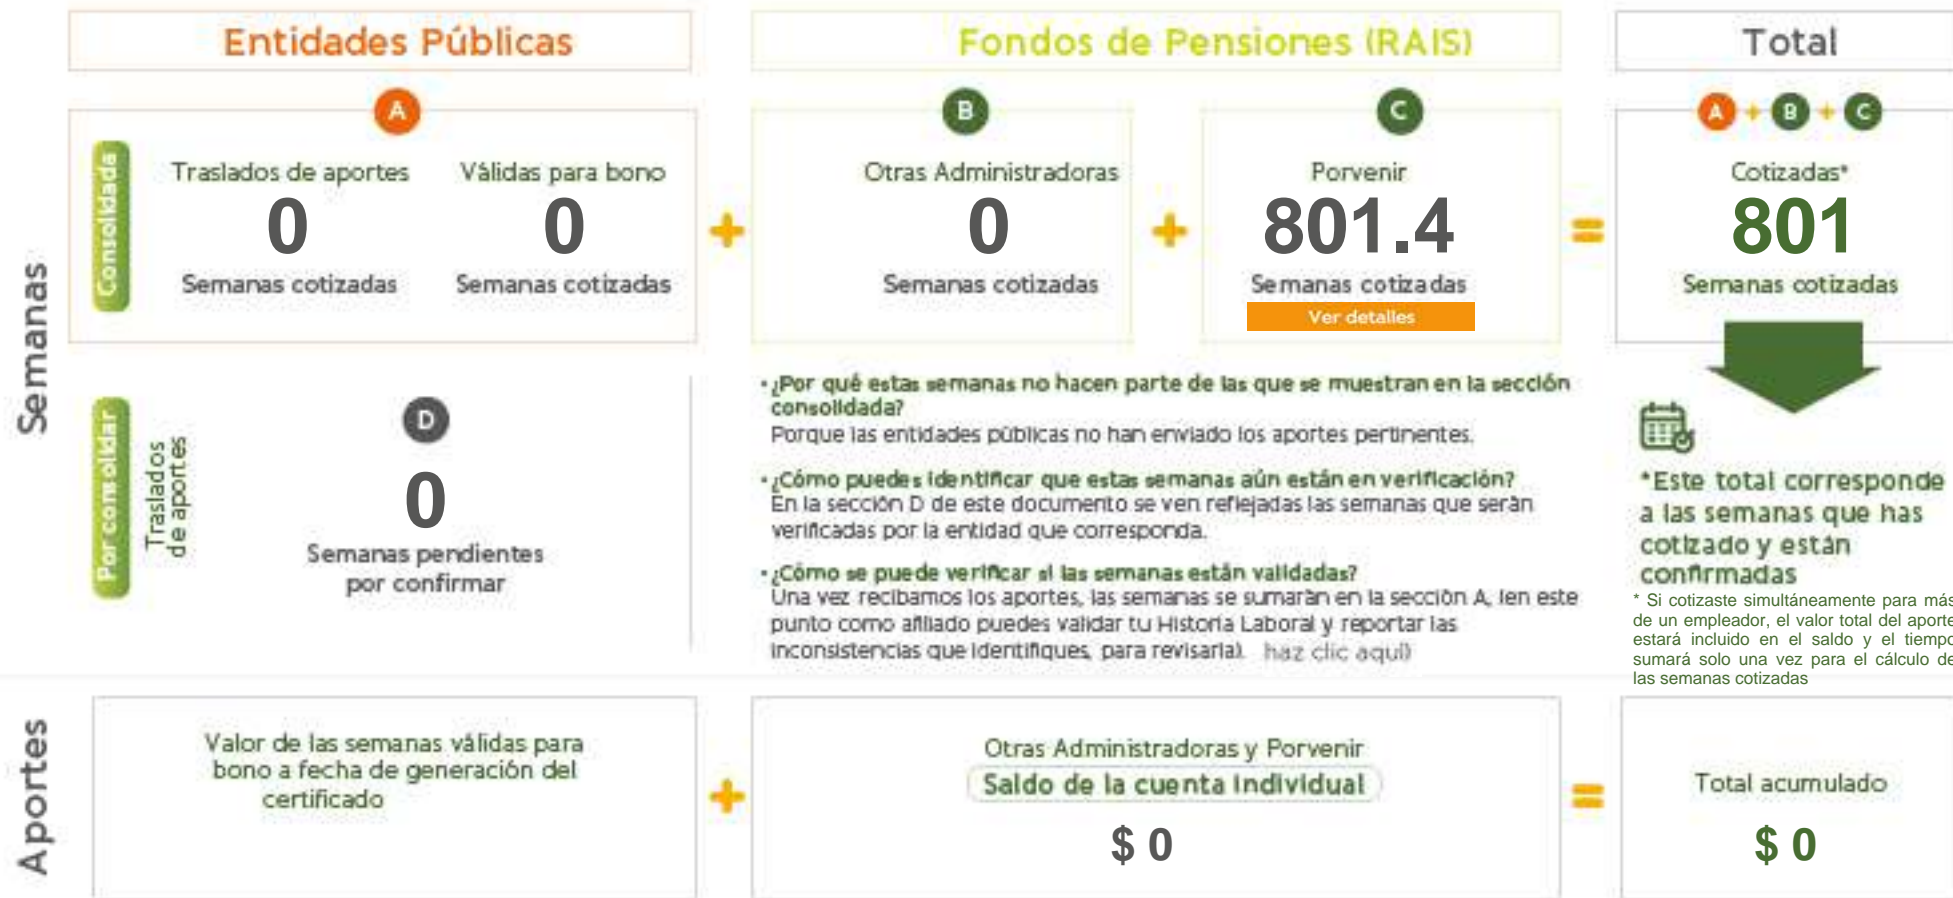 Entidades Públicas
Fondos de Pensiones (RAIS)
Total
Semanas
Consolidada
A
Traslados de aportes
0
Semanas cotizadas
Válidas para bono
0
Semanas cotizadas
+
B
Otras Administradoras
0
Semanas cotizadas
+
C
Porvenir
801.4
Semanas cotizadas
Ver detalles
=
A + B + C
Cotizadas*
801
Semanas cotizadas
Por consolidar
Traslados
de aportes
D
0
Semanas pendientes
por confirmar
• ¿Por qué estas semanas no hacen parte de las que se muestran en la sección
consolidada?
Porque las entidades públicas no han enviado los aportes pertinentes.
• ¿Cómo puedes identificar que estas semanas aún están en verificación?
En la sección D de este documento se ven reflejadas las semanas que serán
verificadas por la entidad que corresponda.
• ¿Cómo se puede verificar si las semanas están validadas?
Una vez recibamos los aportes, las semanas se sumarán en la sección A, (en este
punto como afiliado puedes validar tu Historia Laboral y reportar las
inconsistencias que identifiques, para revisarla). haz clic aquí)
*Este total corresponde
a las semanas que has
cotizado y están
confirmadas
* Si cotizaste simultáneamente para más
de un empleador, el valor total del aporte
estará incluido en el saldo y el tiempo
sumará solo una vez para el cálculo de
las semanas cotizadas
Aportes
Valor de las semanas válidas para
bono a fecha de generación del
certificado
+
Otras Administradoras y Porvenir
Saldo de la cuenta individual
$ 0
=
Total acumulado
$ 0